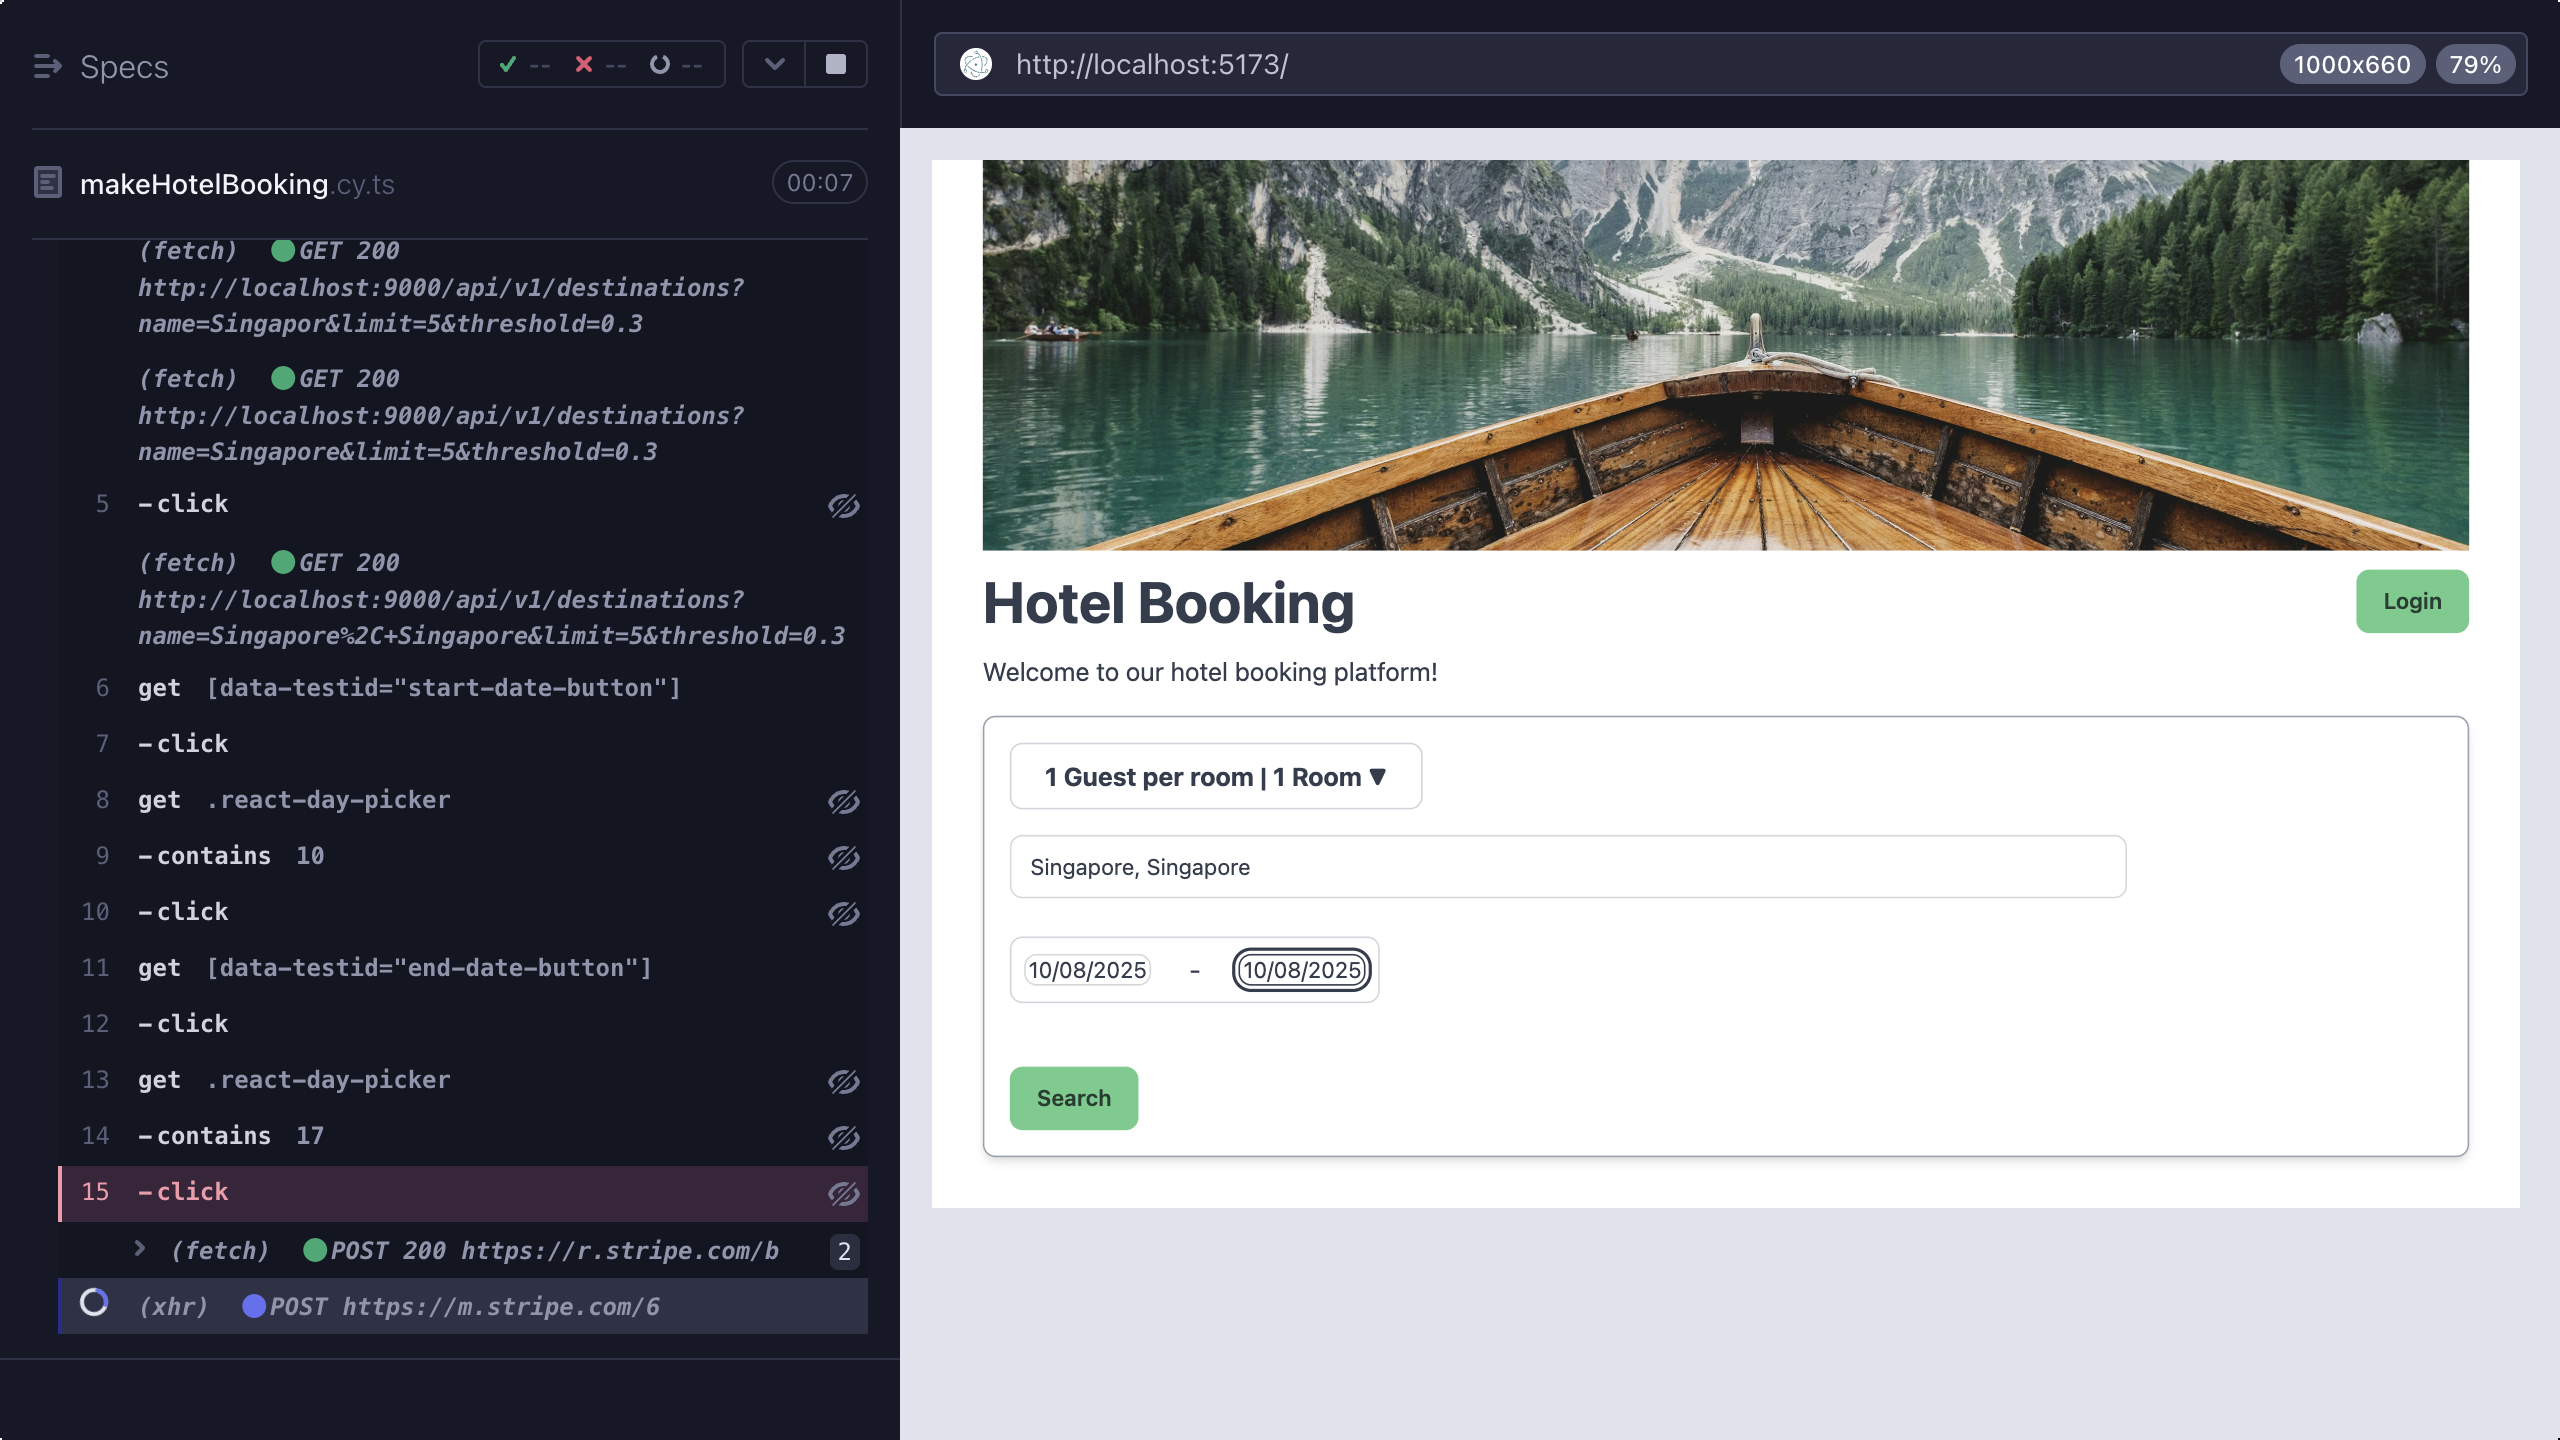 Specs
-- -- --
makeHotelBooking.cy.ts
00:07
(fetch) GET 200
http://localhost:9000/api/v1/destinations?
name=Singapor&limit=5&threshold=0.3
(fetch) GET 200
http://localhost:9000/api/v1/destinations?
name=Singapore&limit=5&threshold=0.3
5 -click
(fetch) GET 200
http://localhost:9000/api/v1/destinations?
name=Singapore%2C+Singapore&limit=5&threshold=0.3
6 get [data-testid="start-date-button"]
7 -click
8 get .react-day-picker
9 -contains 10
10 -click
11 get [data-testid="end-date-button"]
12 -click
13 get .react-day-picker
14 -contains 17
15 -click
(fetch) POST 200 https://r.stripe.com/b 2
(xhr) POST https://m.stripe.com/6
http://localhost:5173/
1000x660 79%
Hotel Booking
Login
Welcome to our hotel booking platform!
1 Guest per room | 1 Room ▼
Singapore, Singapore
10/08/2025 - 10/08/2025
Search